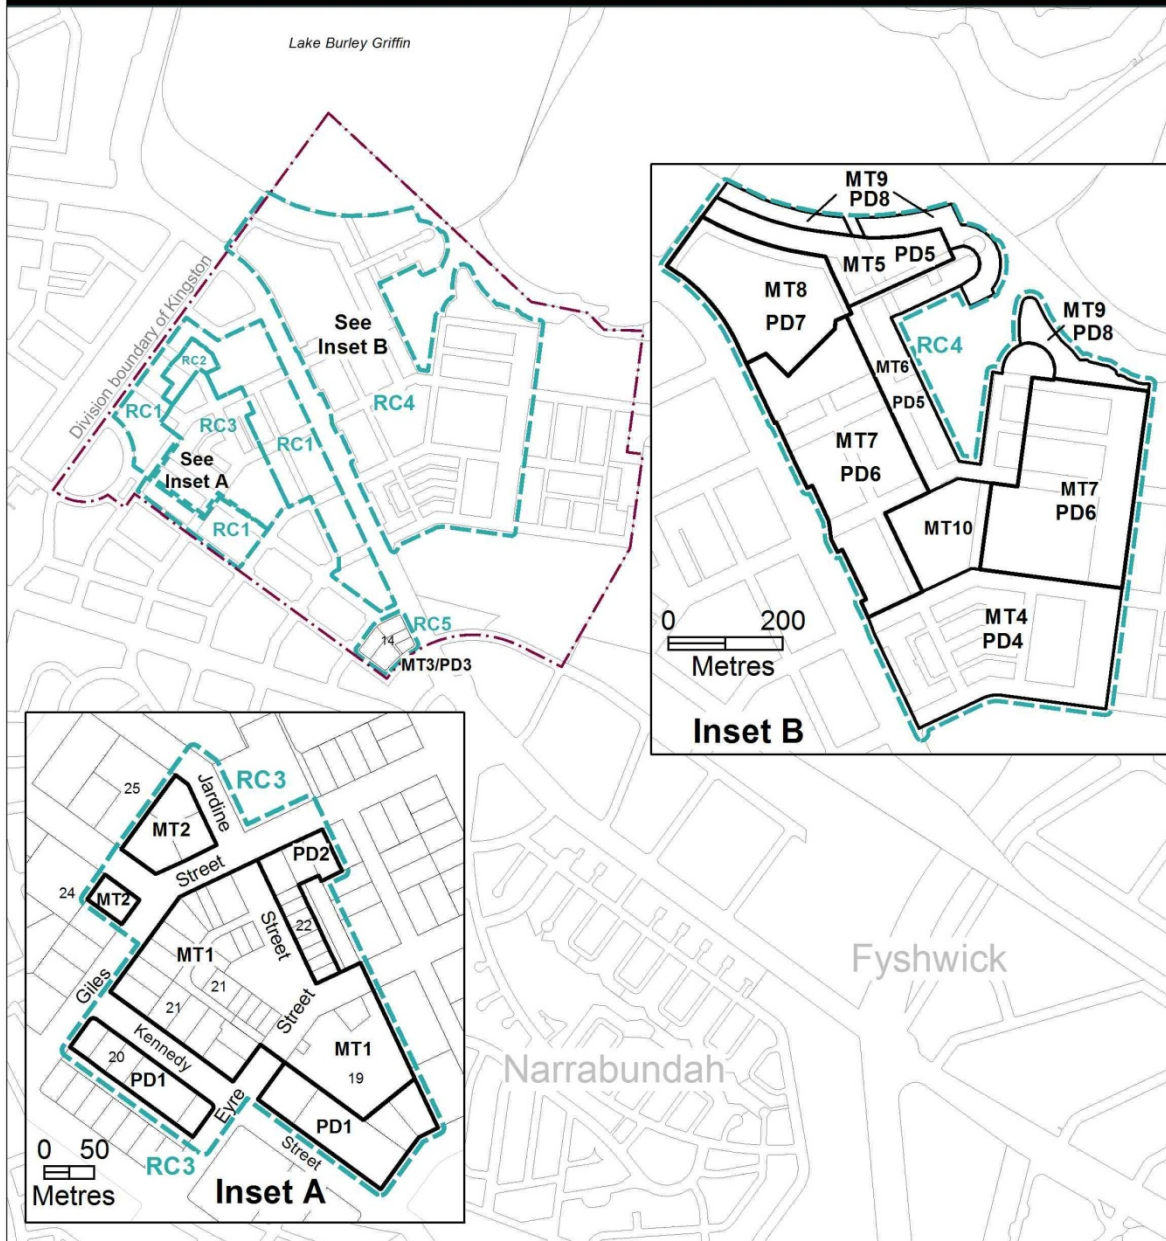 Lake Burley Griffin
Division boundary of Kingston
See
Inset B
RC2
RC1
RC3
RC1
RC4
See
Inset A
RC1
RC5
14
MT3/PD3
MT9
PD8
MT5
PD5
MT8
PD7
MT9
PD8
RC4
MT6
PD5
MT7
PD6
MT7
PD6
MT10
MT4
PD4
0 200
Metres
Inset B
RC3
25
Jardine
MT2
Street
PD2
24
MT2
22
Street
MT1
Giles
21
21
Street
Kennedy
MT1
19
20
PD1
Eyre
PD1
Street
0 50
Metres
RC3
Inset A
Fyshwick
Narrabundah